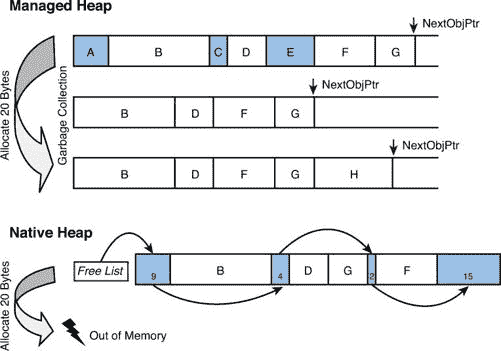 Managed Heap
NextObjPtr
A B C D E F G
Allocate 20 Bytes
Garbage Collection
NextObjPtr
B D F G
NextObjPtr
B D F G H
Native Heap
Free List
9 B 4 D G 2 F 15
Allocate 20 Bytes
Out of Memory